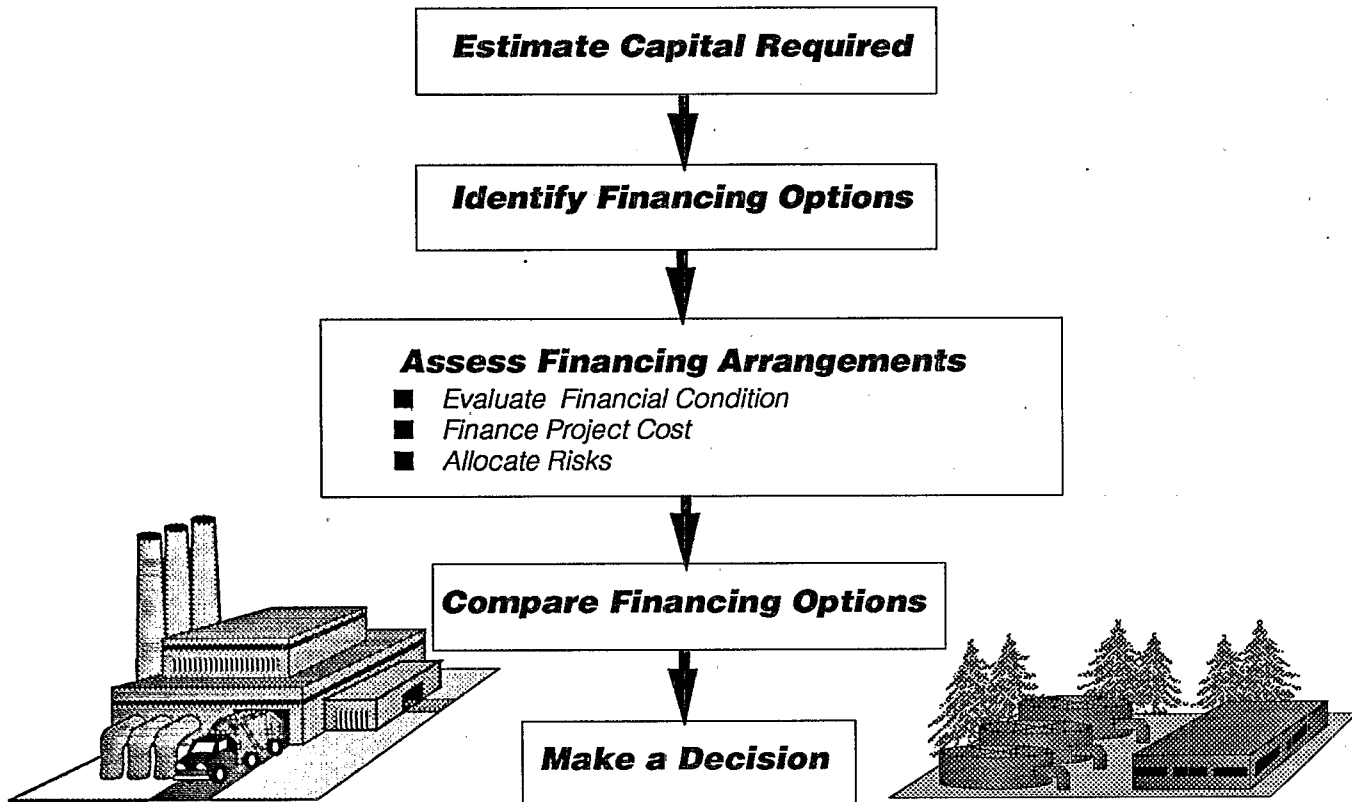 Estimate Capital Required
Identify Financing Options
Assess Financing Arrangements
■ Evaluate Financial Condition
■ Finance Project Cost
■ Allocate Risks
Compare Financing Options
Make a Decision